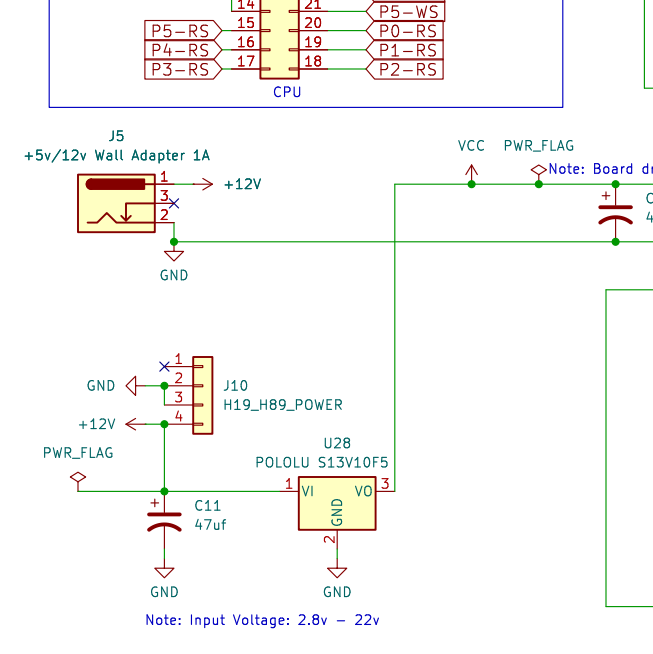 14 21 P5-WS
P5-RS 15 20 P0-RS
P4-RS 16 19 P1-RS
P3-RS 17 18 P2-RS
CPU
J5
+5v/12v Wall Adapter 1A
VCC PWR_FLAG
Note: Board d
1 +12V
3
2
+ C
4
GND
1
GND 2 J10
3 H19_H89_POWER
+12V 4
PWR_FLAG
U28
POLOLU S13V10F5
1 VI VO 3
GND
2
+ C11
47uf
GND GND
Note: Input Voltage: 2.8v - 22v